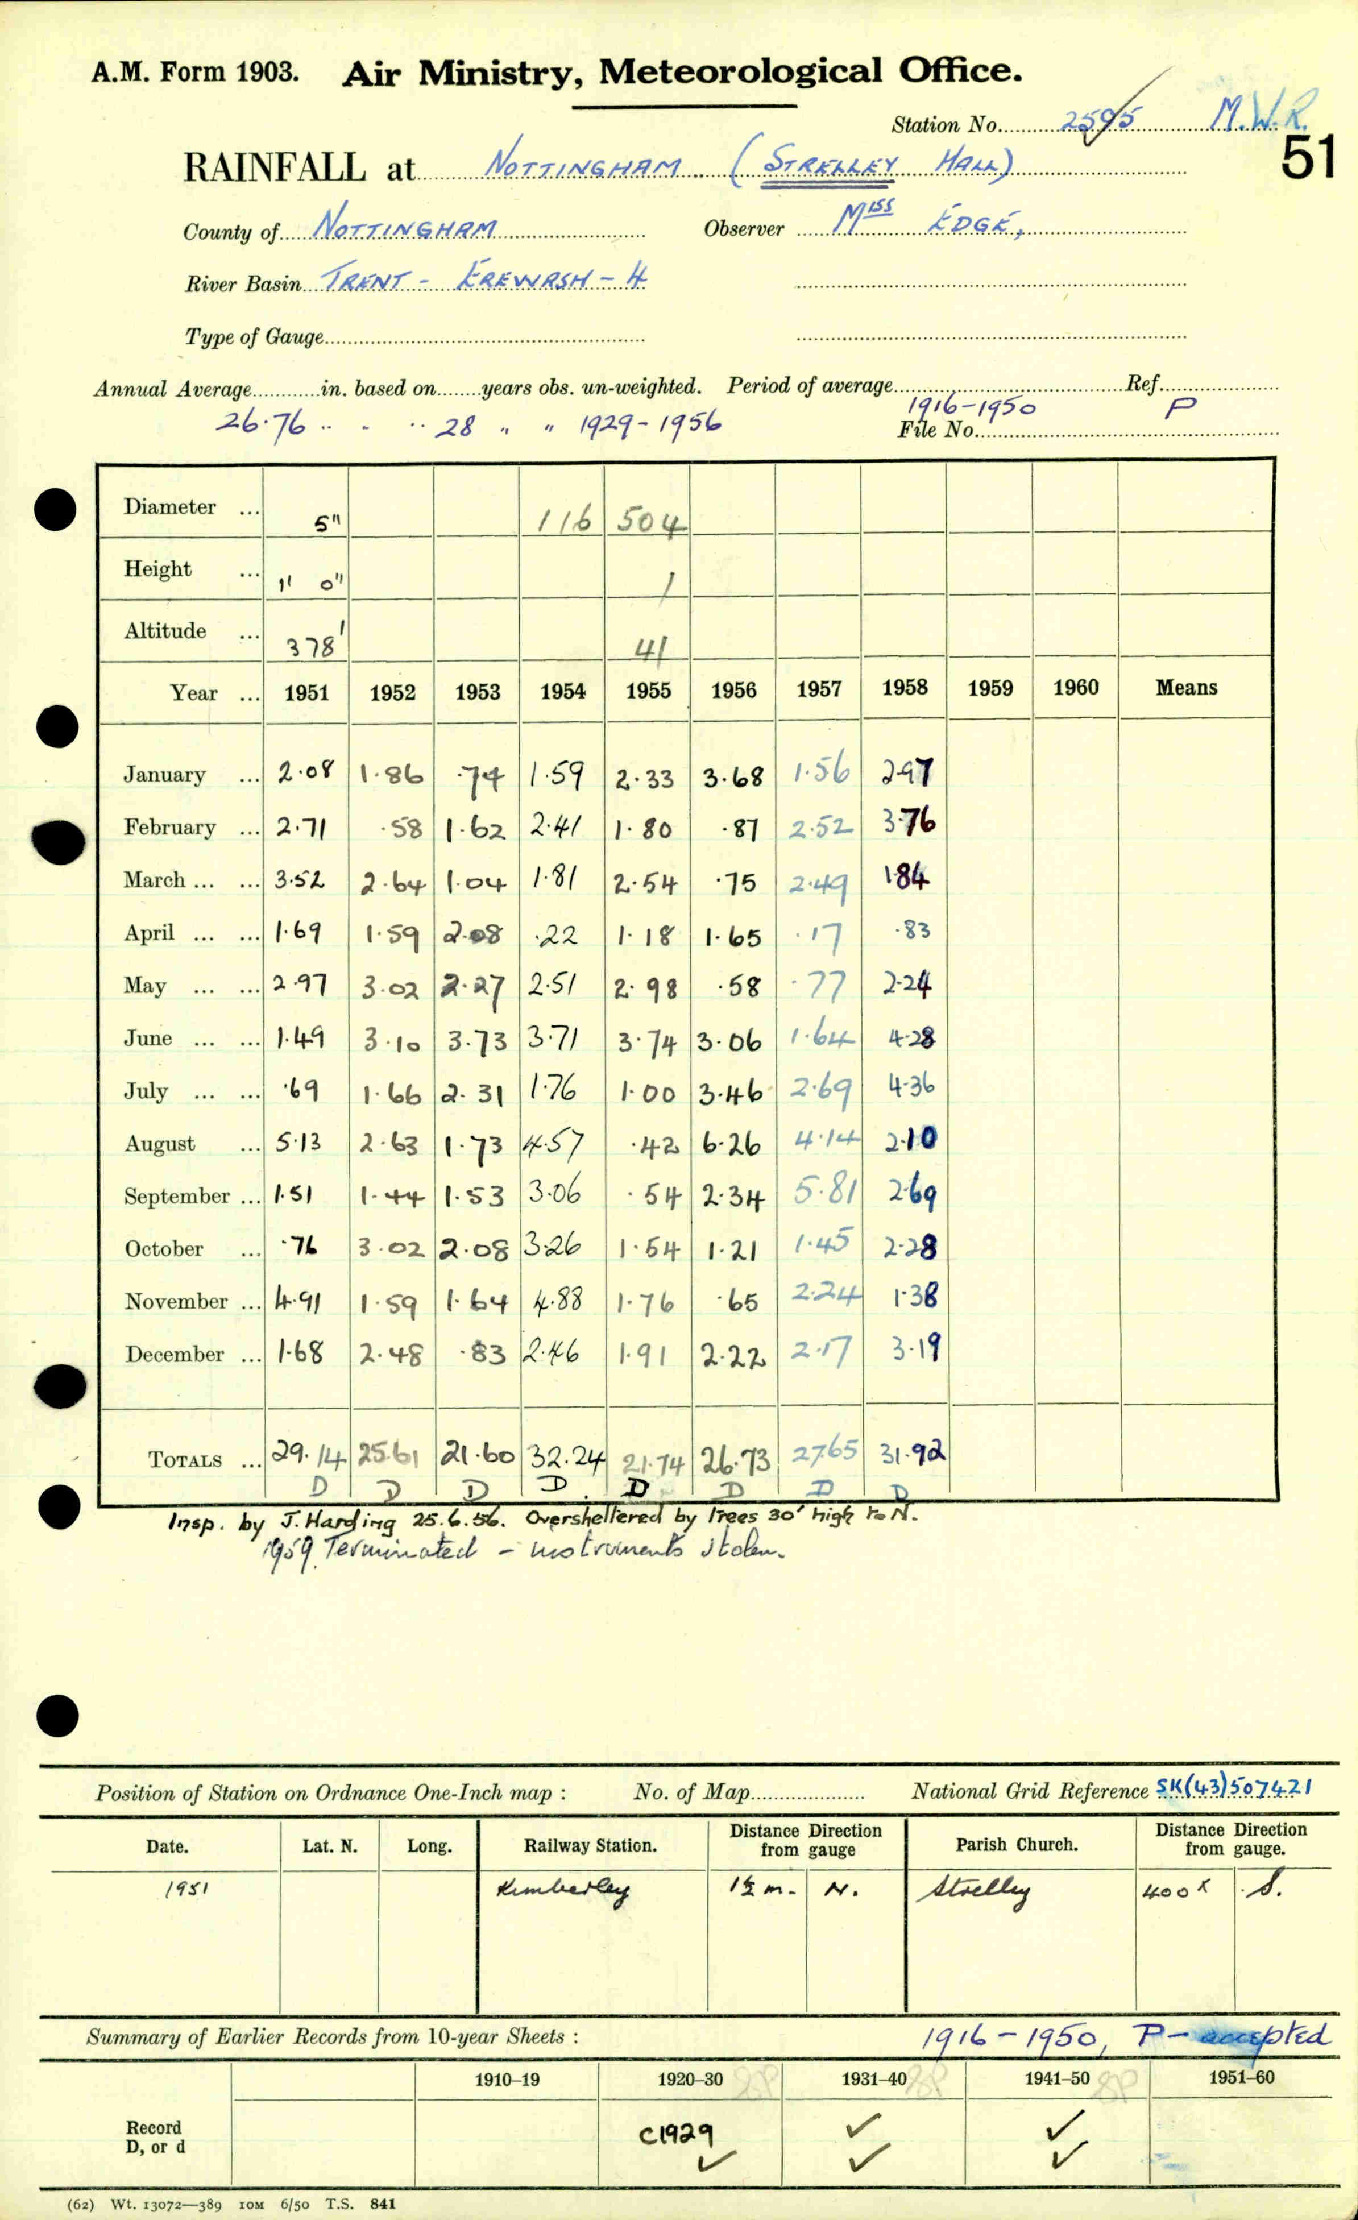 A.M. Form 1903. Air Ministry, Meteorological Office.
Station No. 2595 M.W.R.
51
RAINFALL at NOTTINGHAM (STRELLEY HALL)
County of NOTTINGHAM Observer Miss EDGE,
River Basin TRENT - EREWASH - 4
Type of Gauge
Annual Average in. based on years obs. un-weighted. Period of average Ref.
26.76 .. . .. 28 " " 1929-1956 1916-1950 P
File No.
Diameter ... 5" 116 504
Height ... 1' 0" 1
Altitude ... 378' 41
Year ... 1951 1952 1953 1954 1955 1956 1957 1958 1959 1960 Means
January ... 2.08 1.86 .74 1.59 2.33 3.68 1.56 2.97
February ... 2.71 .58 1.62 2.41 1.80 .87 2.52 3.76
March ... ... 3.52 2.64 1.04 1.81 2.54 .75 2.49 1.84
April ... ... 1.69 1.59 2.08 .22 1.18 1.65 .17 .83
May ... ... 2.97 3.02 2.27 2.51 2.98 .58 .77 2.24
June ... ... 1.49 3.10 3.73 3.71 3.74 3.06 1.64 4.28
July ... ... .69 1.66 2.31 1.76 1.00 3.46 2.69 4.36
August ... 5.13 2.63 1.73 4.57 .42 6.26 4.14 2.10
September ... 1.51 1.44 1.53 3.06 .54 2.34 5.81 2.69
October ... .76 3.02 2.08 3.26 1.54 1.21 1.45 2.28
November ... 4.91 1.59 1.64 4.88 1.76 .65 2.24 1.38
December ... 1.68 2.48 .83 2.46 1.91 2.22 2.17 3.19
TOTALS ... 29.14 25.61 21.60 32.24 21.74 26.73 27.65 31.92
D D D D. D D D D
Insp. by J. Harding 25.6.56. Oversheltered by trees 30' high to N.
1959 Terminated - instruments stolen.
Position of Station on Ordnance One-Inch map : No. of Map National Grid Reference SK(43)507421
Date. Lat. N. Long. Railway Station. Distance from gauge Direction Parish Church. Distance from gauge. Direction
1951 Kimberley 1½ m. N. Strelley 400x S.
Summary of Earlier Records from 10-year Sheets : 1916-1950, P- accepted
1910–19 1920–30 1931–40 1941–50 1951–60
Record
D, or d
C1929 ✓ ✓
✓ ✓ ✓
(62) Wt. 13072—389 10M 6/50 T.S. 841